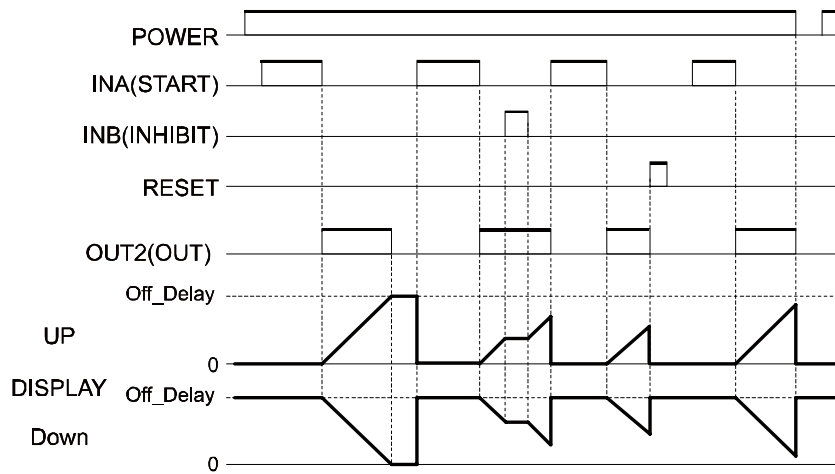 POWER
INA(START)
INB(INHIBIT)
RESET
OUT2(OUT)
Off_Delay
UP
0
DISPLAY
Off_Delay
Down
0